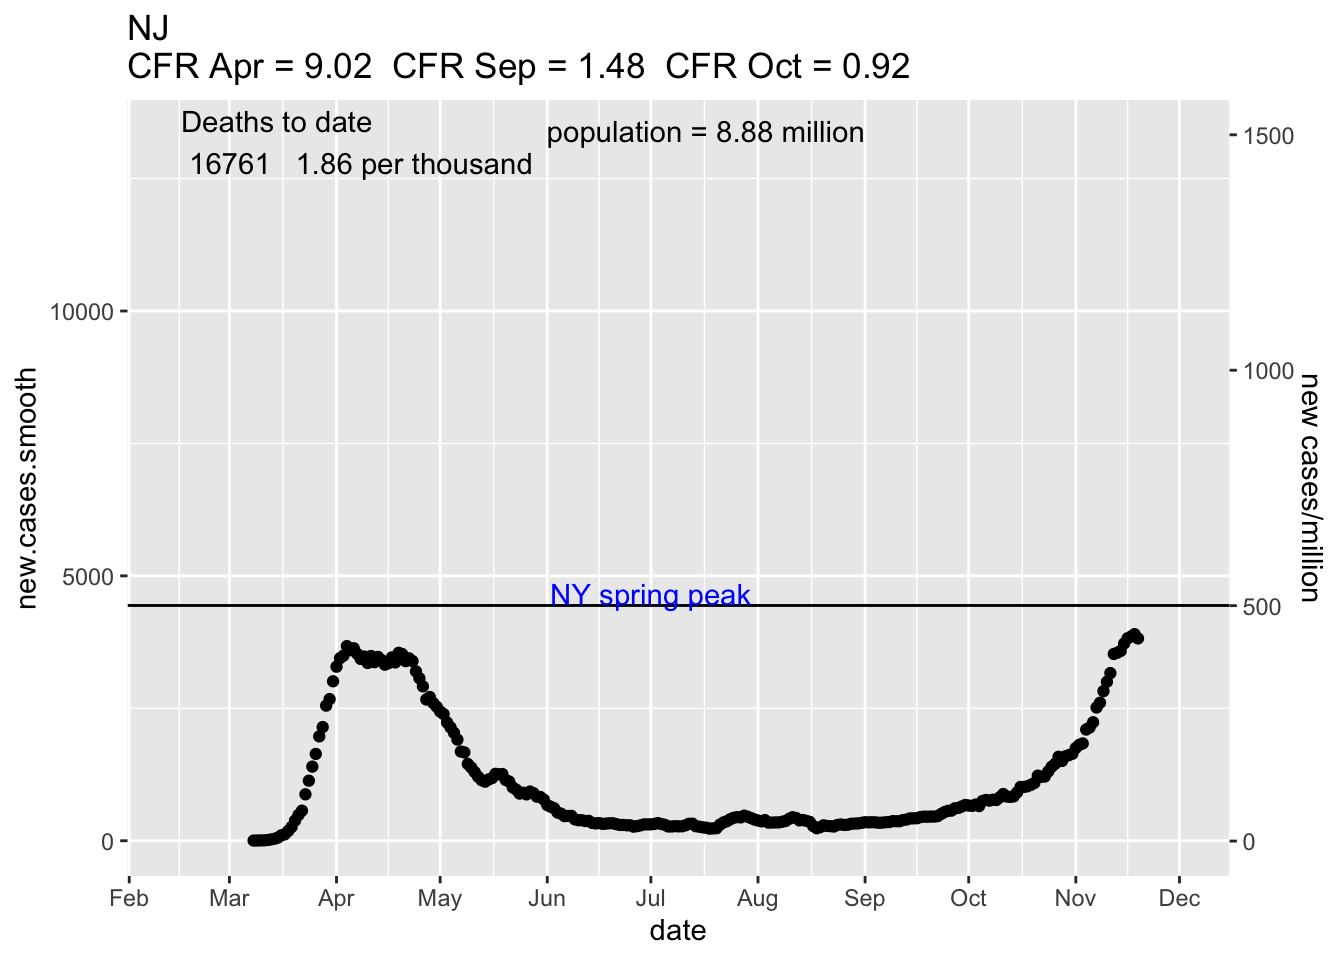 NJ
CFR Apr = 9.02  CFR Sep = 1.48  CFR Oct = 0.92
Deaths to date
16761   1.86 per thousand
population = 8.88 million
NY spring peak
new.cases.smooth
10000
5000
0
1500
1000
500
0
new cases/million
Feb Mar Apr May Jun Jul Aug Sep Oct Nov Dec
date